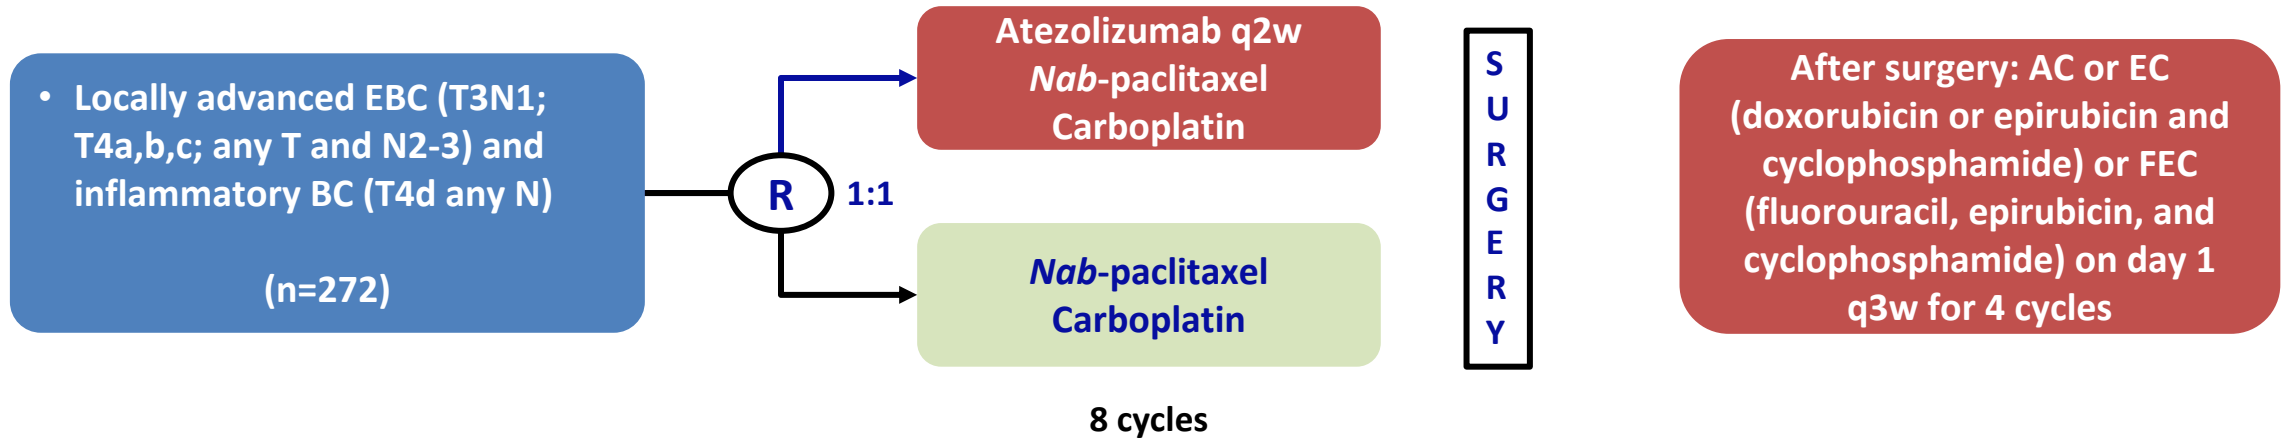 • Locally advanced EBC (T3N1;
T4a,b,c; any T and N2-3) and
inflammatory BC (T4d any N)
(n=272)
R
1:1
Atezolizumab q2w
Nab-paclitaxel
Carboplatin
Nab-paclitaxel
Carboplatin
8 cycles
S
U
R
G
E
R
Y
After surgery: AC or EC
(doxorubicin or epirubicin and
cyclophosphamide) or FEC
(fluorouracil, epirubicin, and
cyclophosphamide) on day 1
q3w for 4 cycles